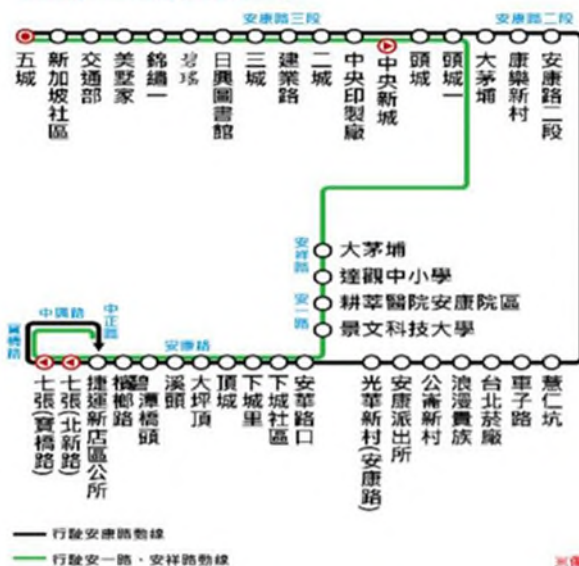 安康路三段
安康路二段
五城
新加坡社區
交通部
美墅家
錦繡一
碧瑤
日興圖書館
三城
建業路
二城
中央印製廠
中央新城
頭城
頭城一
大茅埔
康樂新村
安康路二段
安祥路
大茅埔
達觀中小學
安一路
耕莘醫院安康院區
景文科技大學
中興路
中正路
寶橋路
安康路
七張(寶橋路)
七張(北新路)
捷運新店區公所
檳榔路
碧潭橋頭
溪頭
大坪頂
頂城
下城里
下城社區
安華路口
光華新村(安康路)
安康派出所
公崙新村
浪漫貴族
台北菸廠
車子路
薏仁坑
行駛安康路動線
行駛安一路、安祥路動線